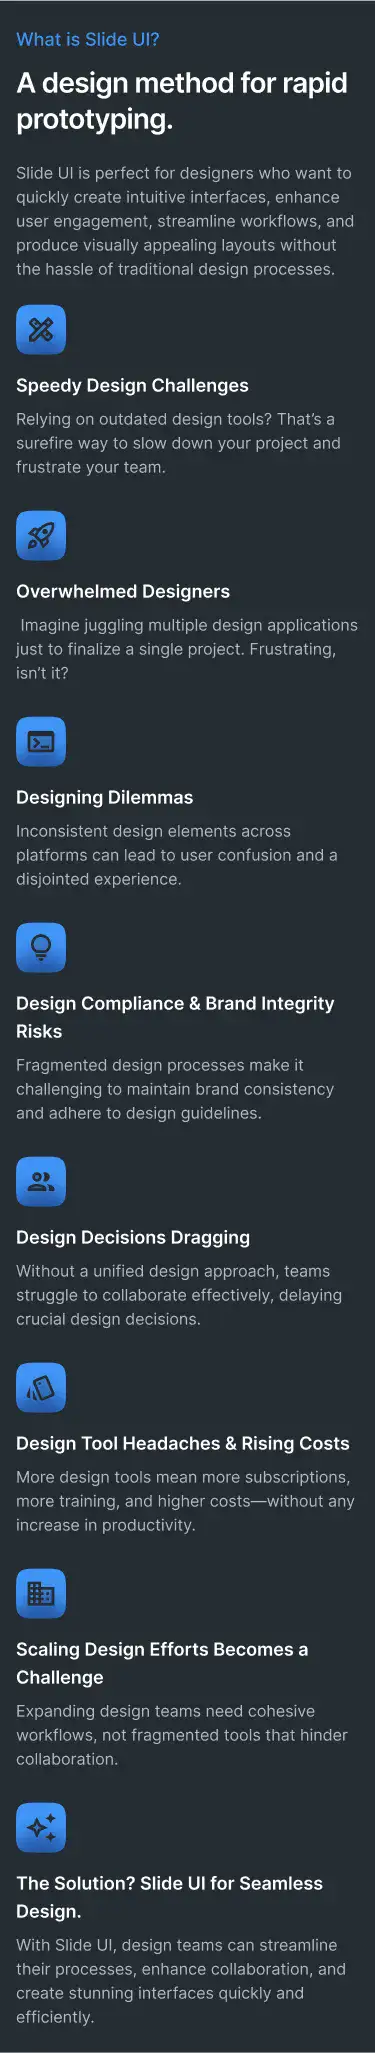 What is Slide UI?
A design method for rapid
prototyping.
Slide UI is perfect for designers who want to
quickly create intuitive interfaces, enhance
user engagement, streamline workflows, and
produce visually appealing layouts without
the hassle of traditional design processes.
Speedy Design Challenges
Relying on outdated design tools? That’s a
surefire way to slow down your project and
frustrate your team.
Overwhelmed Designers
Imagine juggling multiple design applications
just to finalize a single project. Frustrating,
isn’t it?
Designing Dilemmas
Inconsistent design elements across
platforms can lead to user confusion and a
disjointed experience.
Design Compliance & Brand Integrity
Risks
Fragmented design processes make it
challenging to maintain brand consistency
and adhere to design guidelines.
Design Decisions Dragging
Without a unified design approach, teams
struggle to collaborate effectively, delaying
crucial design decisions.
Design Tool Headaches & Rising Costs
More design tools mean more subscriptions,
more training, and higher costs—without any
increase in productivity.
Scaling Design Efforts Becomes a
Challenge
Expanding design teams need cohesive
workflows, not fragmented tools that hinder
collaboration.
The Solution? Slide UI for Seamless
Design.
With Slide UI, design teams can streamline
their processes, enhance collaboration, and
create stunning interfaces quickly and
efficiently.